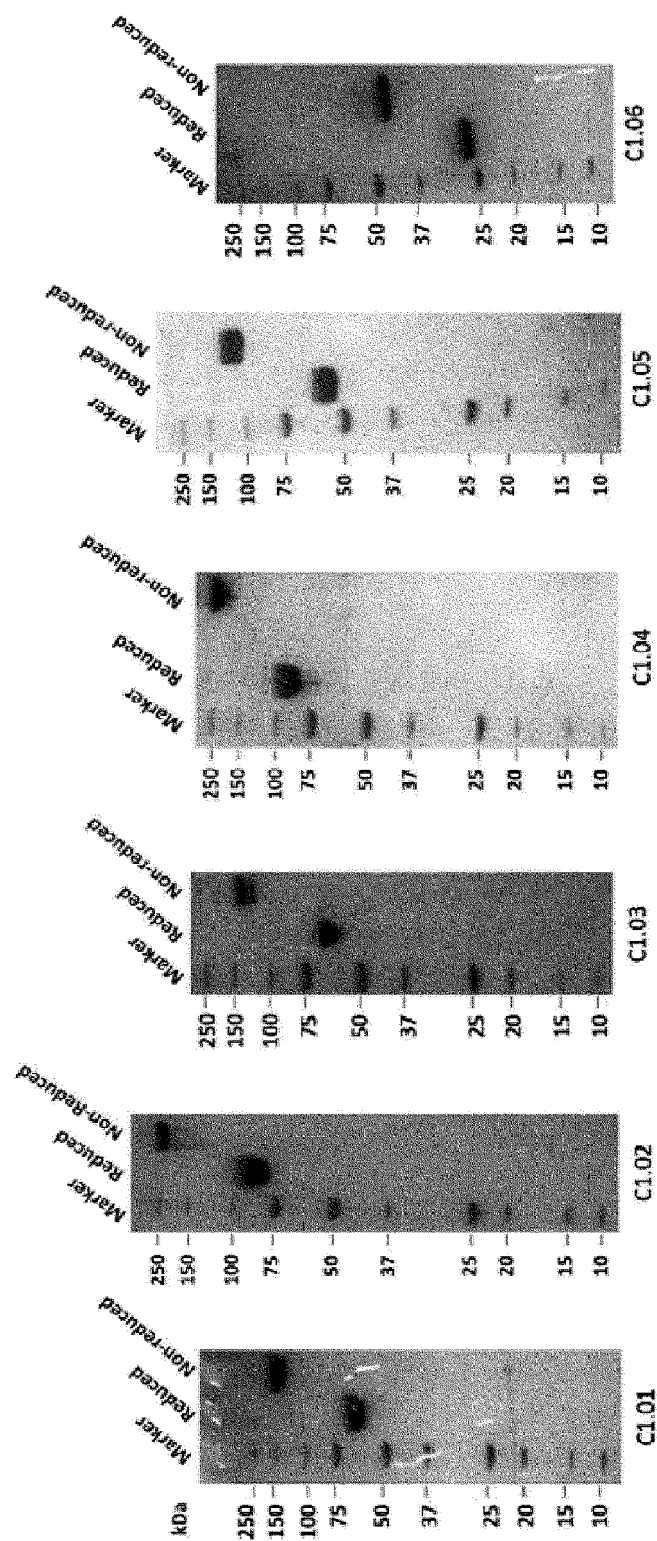 kDa
Marker
Reduced
Non-reduced
250
150
100
75
50
37
25
20
15
10
C1.01
Marker
Reduced
Non-Reduced
250
150
100
75
50
37
25
20
15
10
C1.02
Marker
Reduced
Non-reduced
250
150
100
75
50
37
25
20
15
10
C1.03
Marker
Reduced
Non-reduced
250
150
100
75
50
37
25
20
15
10
C1.04
Marker
Reduced
Non-reduced
250
150
100
75
50
37
25
20
15
10
C1.05
Marker
Reduced
Non-reduced
250
150
100
75
50
37
25
20
15
10
C1.06